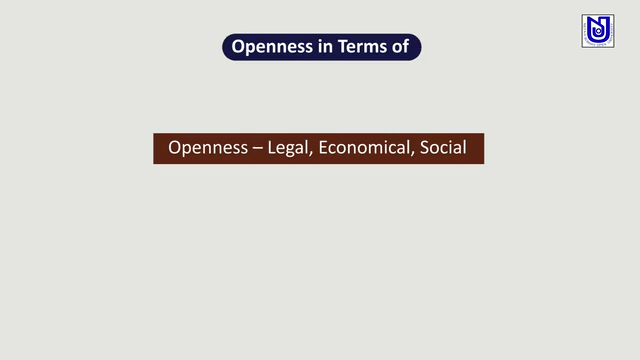 Openness in Terms of
Openness – Legal, Economical, Social